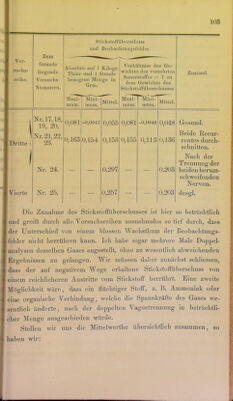 103
Stickstoffüberschuss
und Beobachtungsfehler.
Ver-
suchs-
reihe.
Zum
Grunde
liegende
Versuchs-
Nummern.
Absolute auf 1 Kilogr.
Thier und 1 Stunde
bezogene Menge in
Grm.
Verhältniss des Ge-
wichtes des verzehrten
Sauerstoffes = 1 zu
dem Gewichte des
Stickstoffüberschusses
Zustand.
Maxi-
mum. Mini-
mum. Mittel. Maxi-
mum. Mini-
mum. Mittel.
Dritte
Nr. 17, 18,
19, 20. 0,081 0,055 0,081 0,048 Gesund.
Nr. 21, 22,
23. 0,165 0,154 0,153 0,155 0,113 0,136 Beide Recur-
rentes durch-
schnitten.
Nr. 24. — — 0,297 — — 0,203 Nach der
Trennung der
beiden herum-
schweifenden
Nerven.
Vierte Nr. 25. — — 0,257 — — 0,203 desgl.
Die Zunahme des Stickstoffüberschusses ist hier so beträchtlich
und greift durch alle Versuchsreihen ausnahmslos so tief durch, dass
der Unterschied von einem blossen Wachsthum der Beobachtungs-
fehler nicht herrühren kann. Ich habe sogar mehrere Male Doppel-
analysen desselben Gases angestellt, ohne zu wesentlich abweichenden
Ergebnissen zu gelangen. Wir müssen daher zunächst schliessen,
dass der auf negativem Wege erhaltene Stickstoffüberschuss von
einem reichlicheren Austritte vom Stickstoff herrührt. Eine zweite
Möglichkeit wäre, dass ein flüchtiger Stoff, z. B. Ammoniak oder
eine organische Verbindung, welche die Spannkräfte des Gases we-
sentlich änderte, nach der doppelten Vagustrennung in beträchtli-
cher Menge ausgeschieden würde.
Stellen wir uns die Mittelwerthe übersichtlich zusammen, so
haben wir: